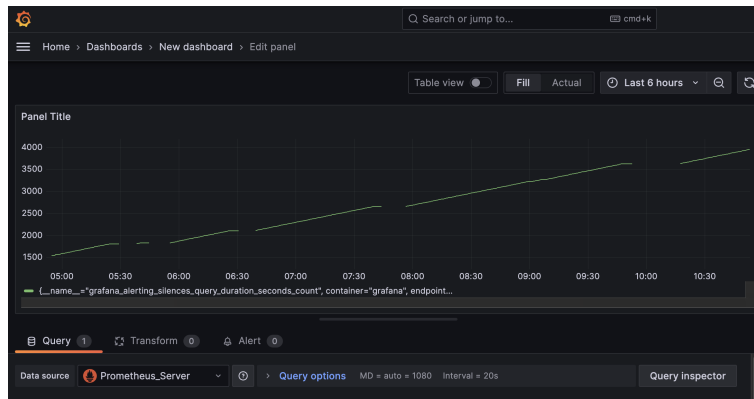 Search or jump to... cmd+k
Home > Dashboards > New dashboard > Edit panel
Table view Fill Actual Last 6 hours
Panel Title
4000
3500
3000
2500
2000
1500
05:00 05:30 06:00 06:30 07:00 07:30 08:00 08:30 09:00 09:30 10:00 10:30
{__name__="grafana_alerting_silences_query_duration_seconds_count", container="grafana", endpoint...
Query 1 Transform 0 Alert 0
Data source Prometheus_Server > Query options MD = auto = 1080 Interval = 20s Query inspector